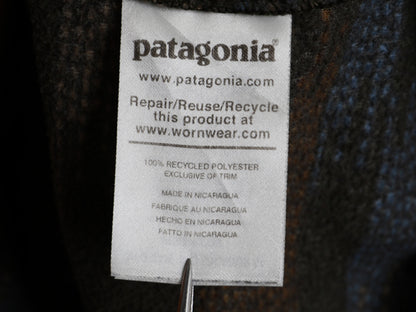 patagonia®
www.patagonia.com
Repair/Reuse/Recycle
this product at
www.wornwear.com
100% RECYCLED POLYESTER
EXCLUSIVE OF TRIM
MADE IN NICARAGUA
FABRIQUE AU NICARAGUA
HECHO EN NICARAGUA
FATTO IN NICARAGUA